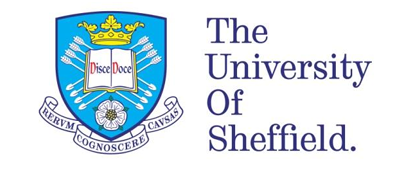 Disce Doce
RERVM
COGNOSCERE
CAVSAS
The
University
Of
Sheffield.